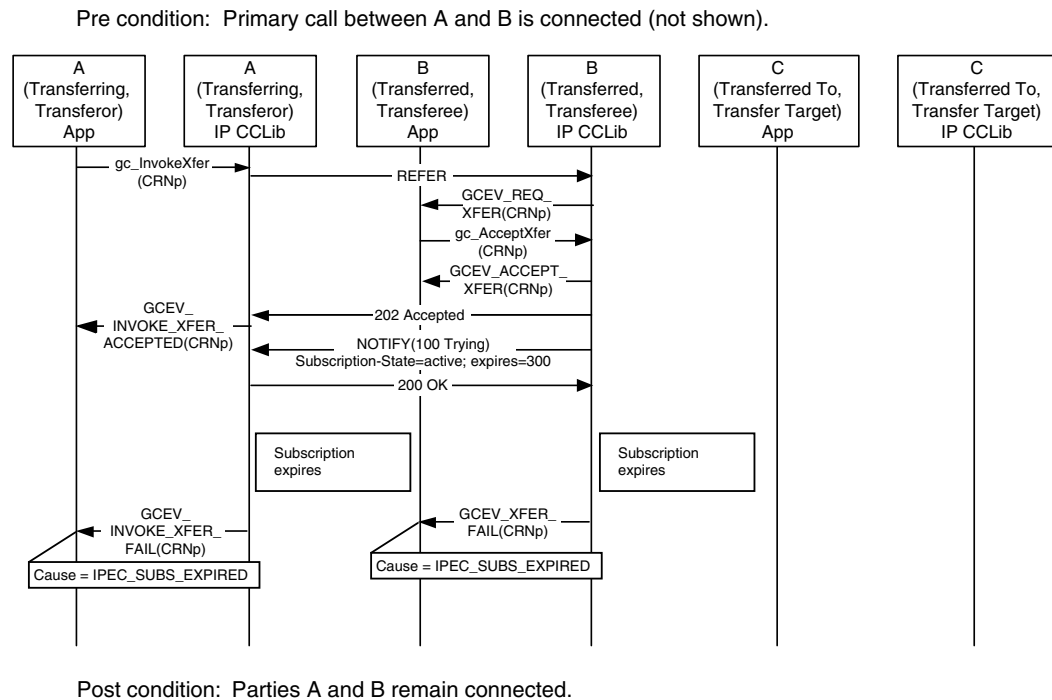 Pre condition: Primary call between A and B is connected (not shown).
A
(Transferring,
Transferor)
App
A
(Transferring,
Transferor)
IP CCLib
B
(Transferred,
Transferee)
App
B
(Transferred,
Transferee)
IP CCLib
C
(Transferred To,
Transfer Target)
App
C
(Transferred To,
Transfer Target)
IP CCLib
gc_InvokeXfer
(CRNp)
REFER
GCEV_REQ_
XFER(CRNp)
gc_AcceptXfer
(CRNp)
GCEV_ACCEPT_
XFER(CRNp)
202 Accepted
GCEV_
INVOKE_XFER_
ACCEPTED(CRNp)
NOTIFY(100 Trying)
Subscription-State=active; expires=300
200 OK
Subscription
expires
Subscription
expires
GCEV_
INVOKE_XFER_
FAIL(CRNp)
GCEV_XFER_
FAIL(CRNp)
Cause = IPEC_SUBS_EXPIRED
Cause = IPEC_SUBS_EXPIRED
Post condition: Parties A and B remain connected.